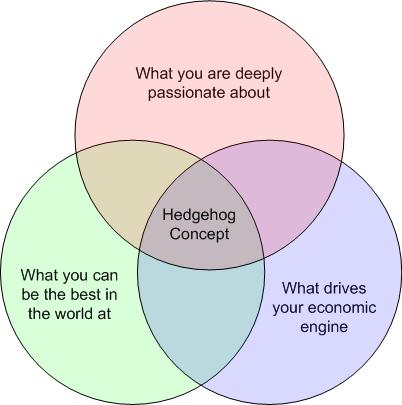 What you are deeply
passionate about
Hedgehog
Concept
What you can
be the best in
the world at
What drives
your economic
engine